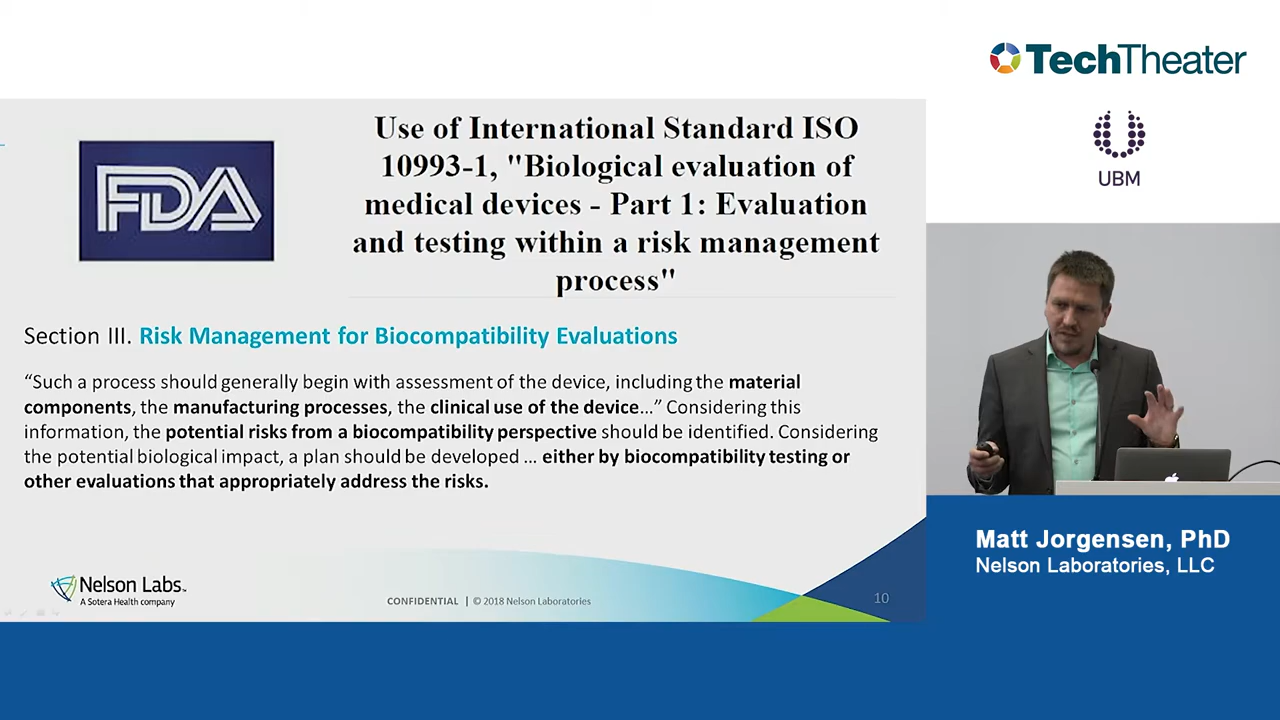 TechTheater
UBM
FDA
Use of International Standard ISO
10993-1, "Biological evaluation of
medical devices - Part 1: Evaluation
and testing within a risk management
process"
Section III. Risk Management for Biocompatibility Evaluations
“Such a process should generally begin with assessment of the device, including the material
components, the manufacturing processes, the clinical use of the device…” Considering this
information, the potential risks from a biocompatibility perspective should be identified. Considering
the potential biological impact, a plan should be developed … either by biocompatibility testing or
other evaluations that appropriately address the risks.
Nelson Labs™
A Sotera Health company
CONFIDENTIAL | © 2018 Nelson Laboratories
10
Matt Jorgensen, PhD
Nelson Laboratories, LLC